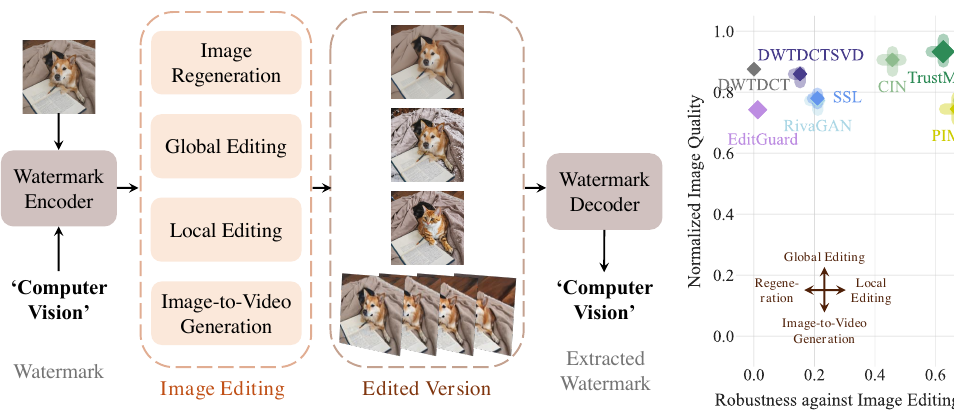 Watermark
Encoder
‘Computer
Vision’
Watermark
Image
Regeneration
Global Editing
Local Editing
Image-to-Video
Generation
Image Editing
Edited Version
Watermark
Decoder
‘Computer
Vision’
Extracted
Watermark
Normalized Image Quality
1.0
0.8
0.6
0.4
0.2
0.0
DWTDCTSVD
DWTDCT
CIN
TrustM
SSL
RivaGAN
EditGuard
PIM
Global Editing
Regene-
ration
Local
Editing
Image-to-Video
Generation
0.0
0.2
0.4
0.6
Robustness against Image Editing